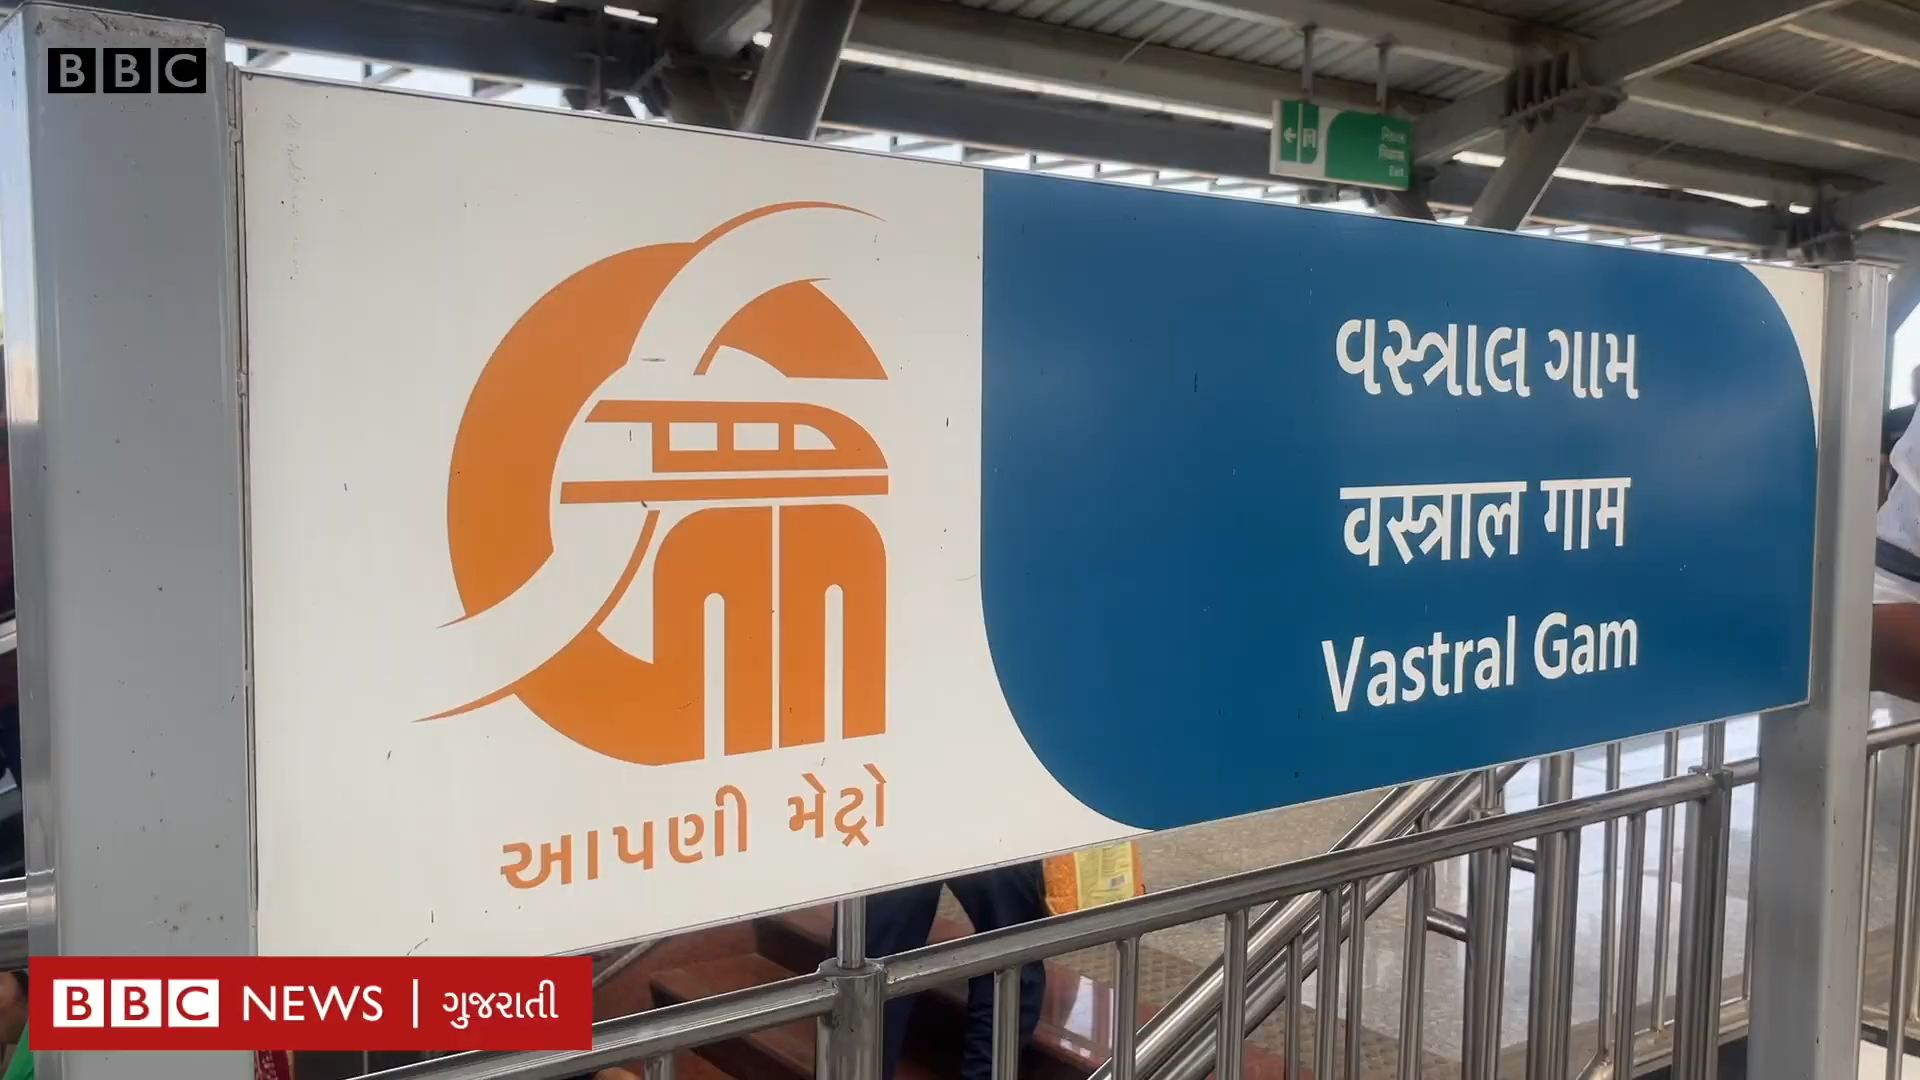 BBC
વસ્ત્રાલ ગામ
वस्त्राल गाम
Vastral Gam
આપણી મેટ્રો
BBC NEWS | ગુજરાતી